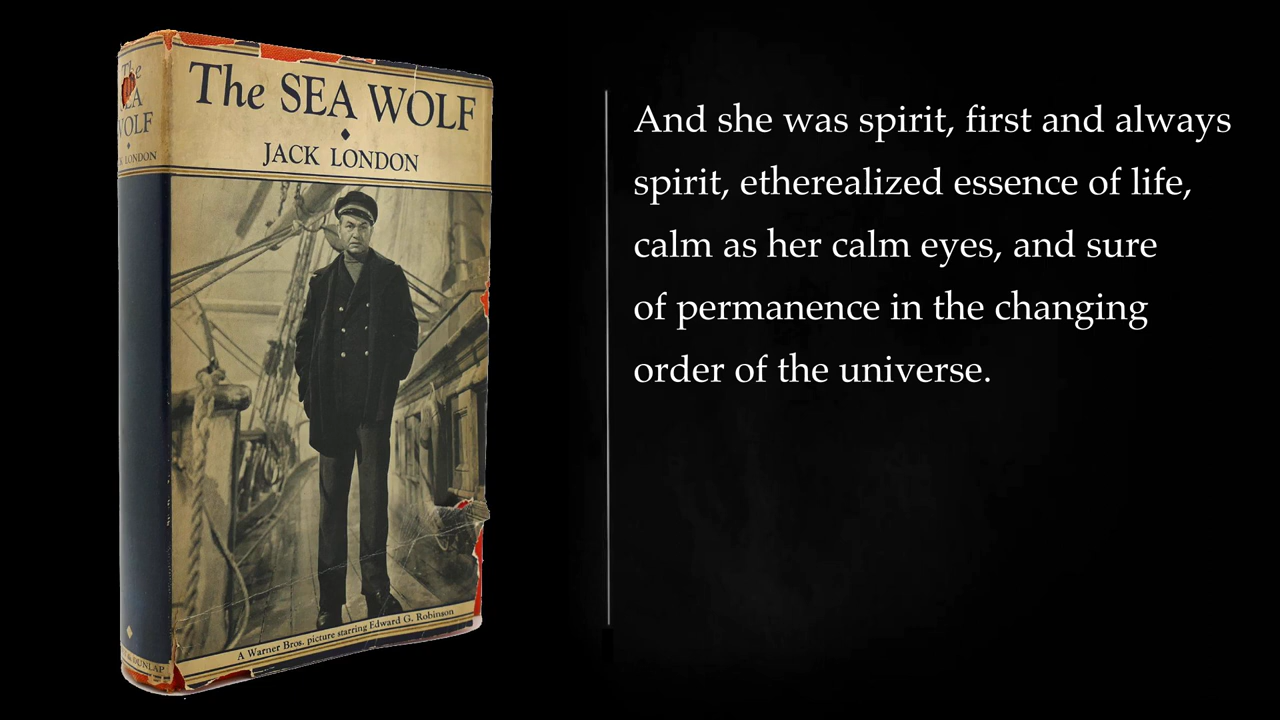 The
SEA
WOLF
LONDON
The SEA WOLF
JACK LONDON
A Warner Bros. picture starring Edward G. Robinson
DUNLAP
And she was spirit, first and always
spirit, etherealized essence of life,
calm as her calm eyes, and sure
of permanence in the changing
order of the universe.